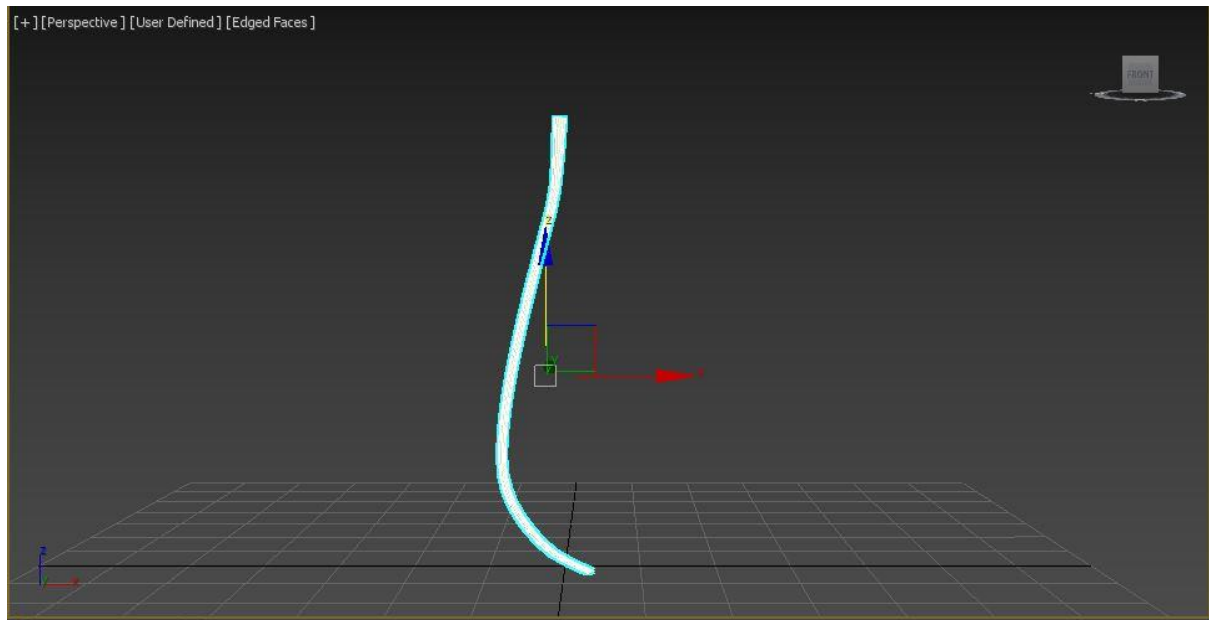 [+] [Perspective ] [User Defined ] [Edged Faces ]
FRONT
z
y
x
z
x